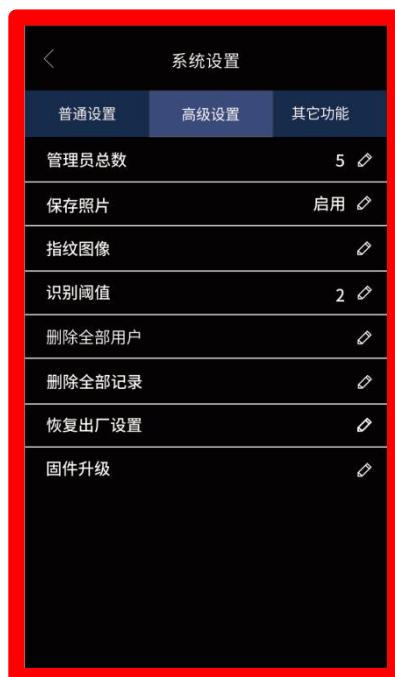 系统设置
普通设置 高级设置 其它功能
管理员总数 5
保存照片 启用
指纹图像
识别阈值 2
删除全部用户
删除全部记录
恢复出厂设置
固件升级